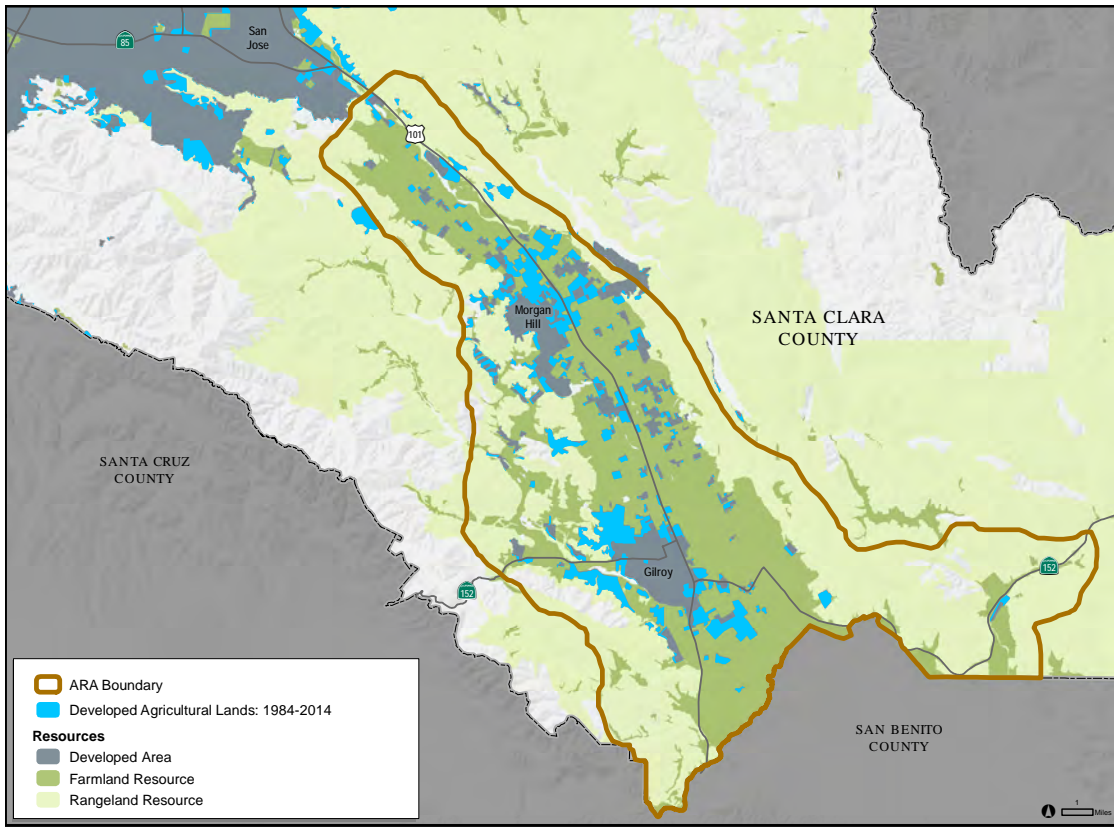 San
Jose
85
101
Morgan
Hill
SANTA CLARA
COUNTY
SANTA CRUZ
COUNTY
Gilroy
152
152
SAN BENITO
COUNTY
ARA Boundary
Developed Agricultural Lands: 1984-2014
Resources
Developed Area
Farmland Resource
Rangeland Resource
1
Miles